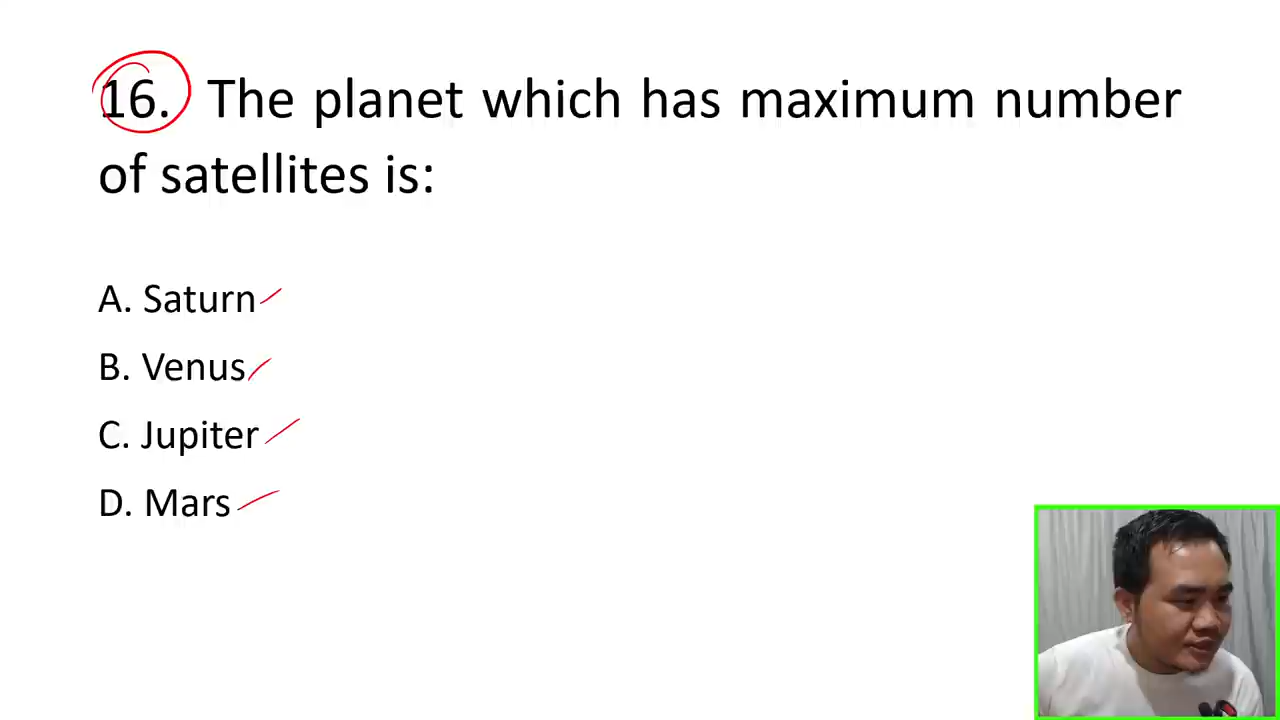 16. The planet which has maximum number
of satellites is:
A. Saturn
B. Venus
C. Jupiter
D. Mars